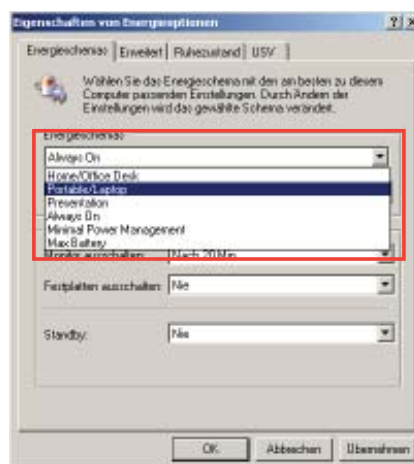 Eigenschaften von Energieoptionen
Energieschemas Erweitert Ruhezustand USV
Wählen Sie das Energieschema mit den am besten zu diesem
Computer passenden Einstellungen. Durch Ändern der
Einstellungen wird das gewählte Schema verändert.
Energieschemas
Always On
Home/Office Desk
Portable/Laptop
Presentation
Always On
Minimal Power Management
Max Battery
Monitor ausschalten: Nach 20 Min.
Festplatten ausschalten: Nie
Standby: Nie
OK Abbrechen Übernehmen